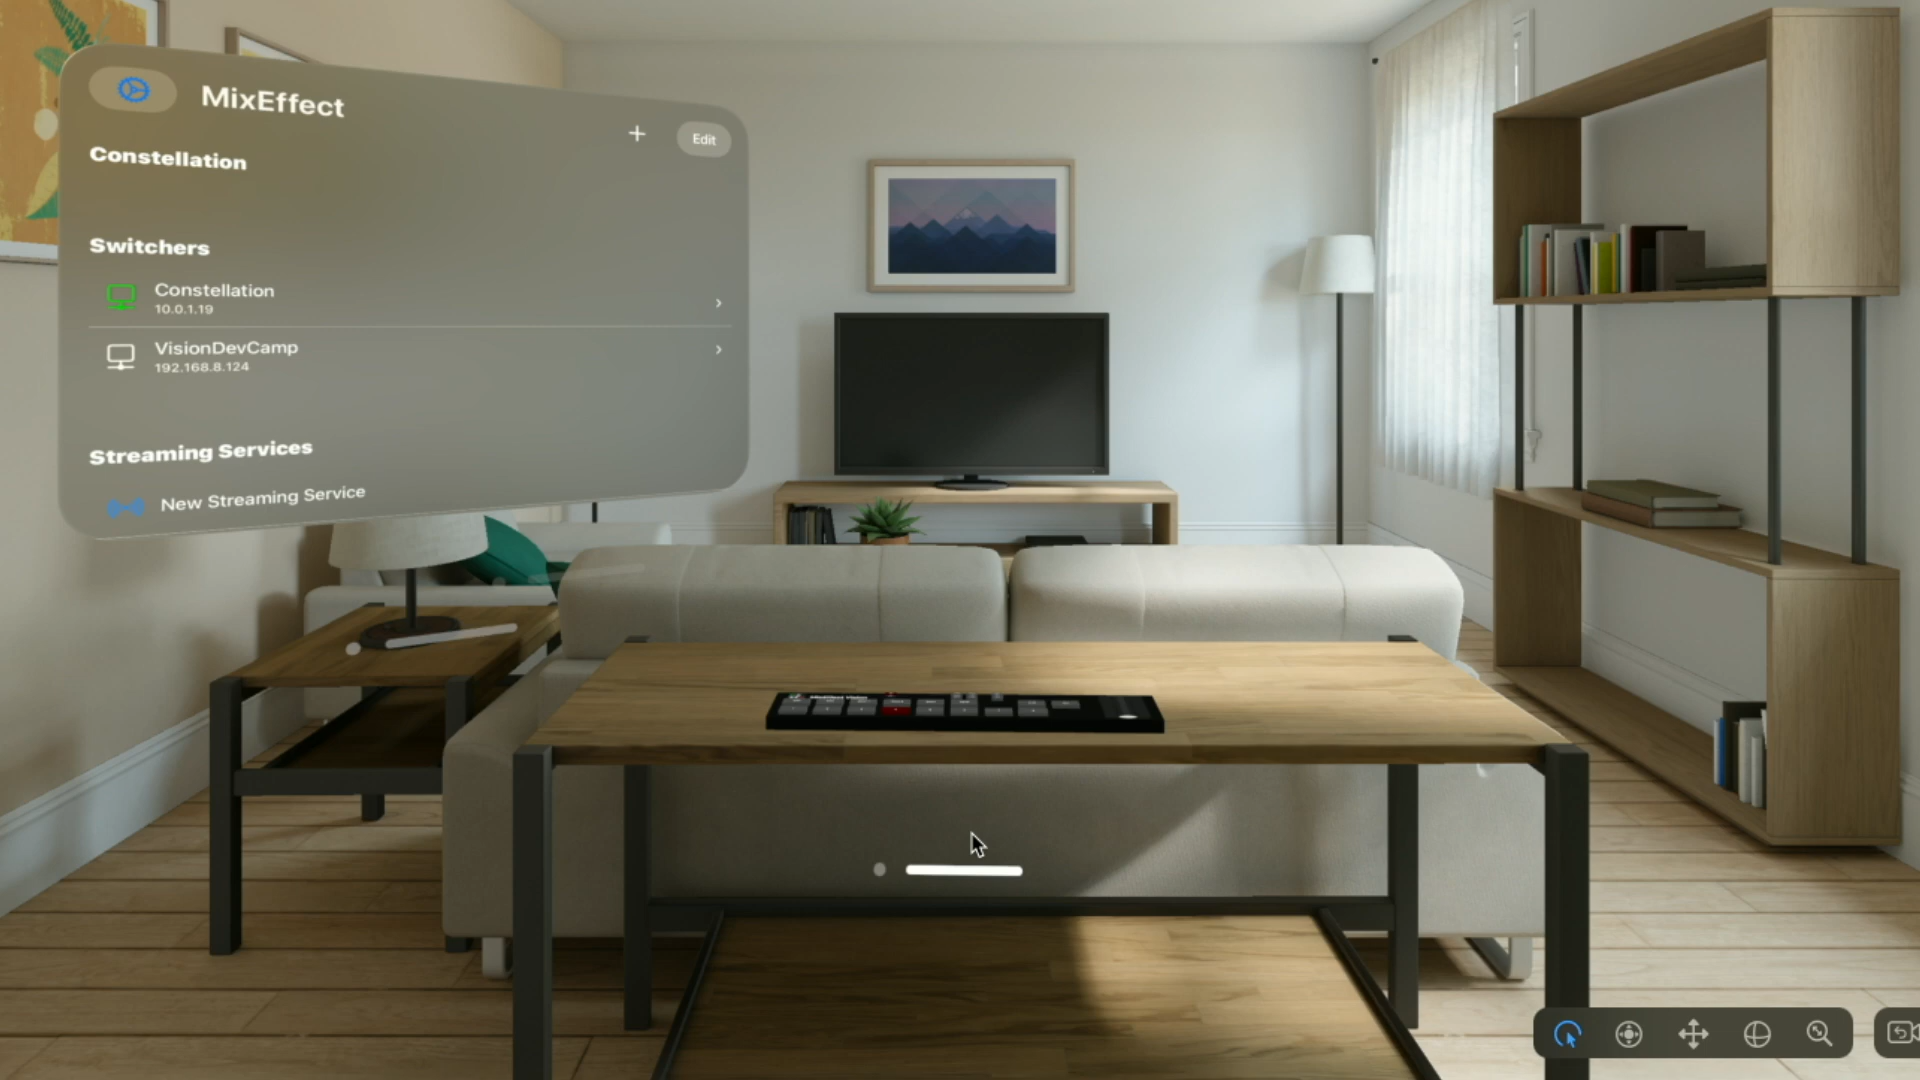 MixEffect
Edit
Constellation
Switchers
Constellation
10.0.1.19
VisionDevCamp
192.168.8.124
Streaming Services
New Streaming Service